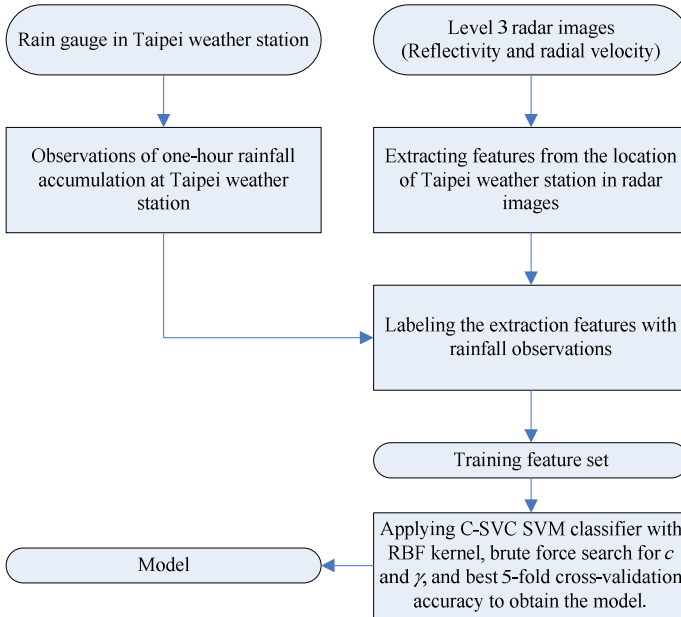 Rain gauge in Taipei weather station
Level 3 radar images
(Reflectivity and radial velocity)
Observations of one-hour rainfall
accumulation at Taipei weather
station
Extracting features from the location
of Taipei weather station in radar
images
Labeling the extraction features with
rainfall observations
Training feature set
Applying C-SVC SVM classifier with
RBF kernel, brute force search for c
and γ, and best 5-fold cross-validation
accuracy to obtain the model.
Model